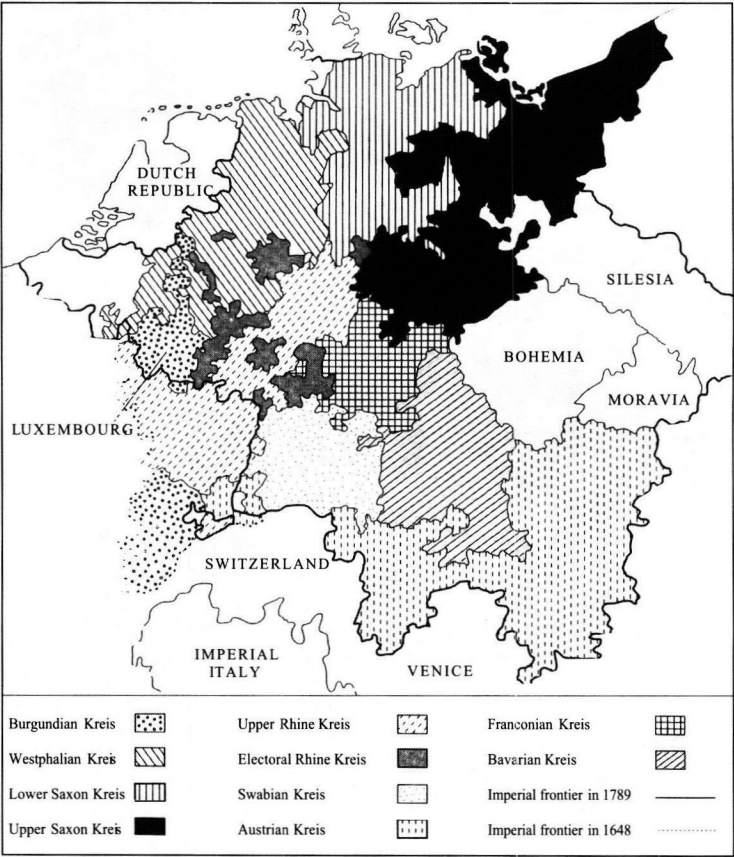 DUTCH
REPUBLIC
SILESIA
BOHEMIA
MORAVIA
LUXEMBOURG
SWITZERLAND
IMPERIAL
ITALY
VENICE
Burgundian Kreis
Westphalian Kreis
Lower Saxon Kreis
Upper Saxon Kreis
Upper Rhine Kreis
Electoral Rhine Kreis
Swabian Kreis
Austrian Kreis
Franconian Kreis
Bavarian Kreis
Imperial frontier in 1789
Imperial frontier in 1648